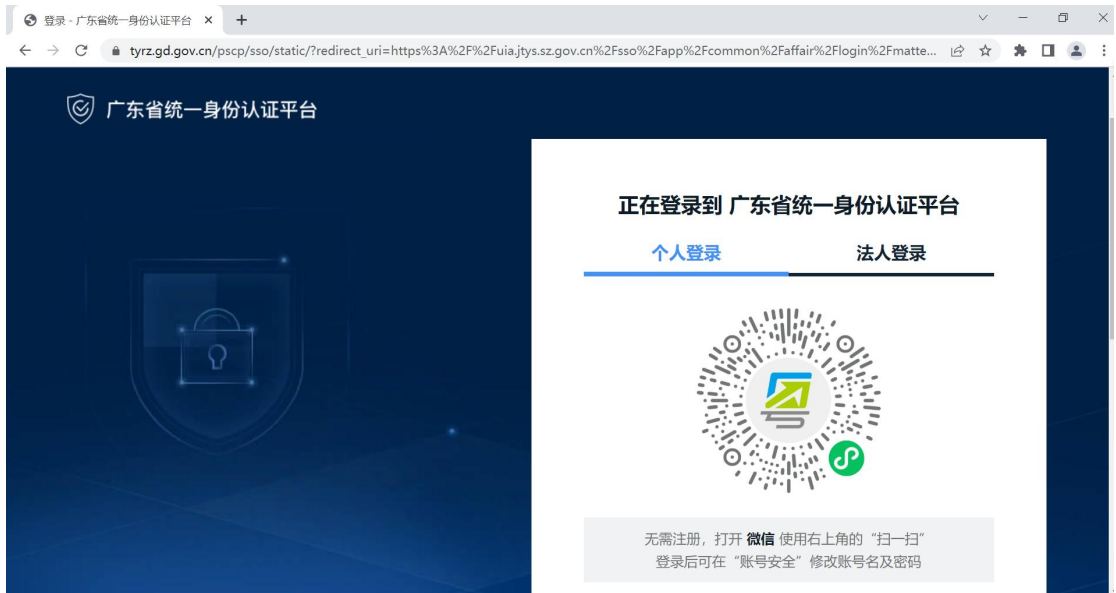 登录 - 广东省统一身份认证平台
tyrz.gd.gov.cn/pscp/sso/static/?redirect_uri=https%3A%2F%2Fuia.jtys.sz.gov.cn%2Fsso%2Fapp%2Fcommon%2Faffair%2Flogin%2Fmatte...
广东省统一身份认证平台
正在登录到 广东省统一身份认证平台
个人登录 法人登录
无需注册，打开 微信 使用右上角的“扫一扫”
登录后可在“账号安全”修改账号名及密码